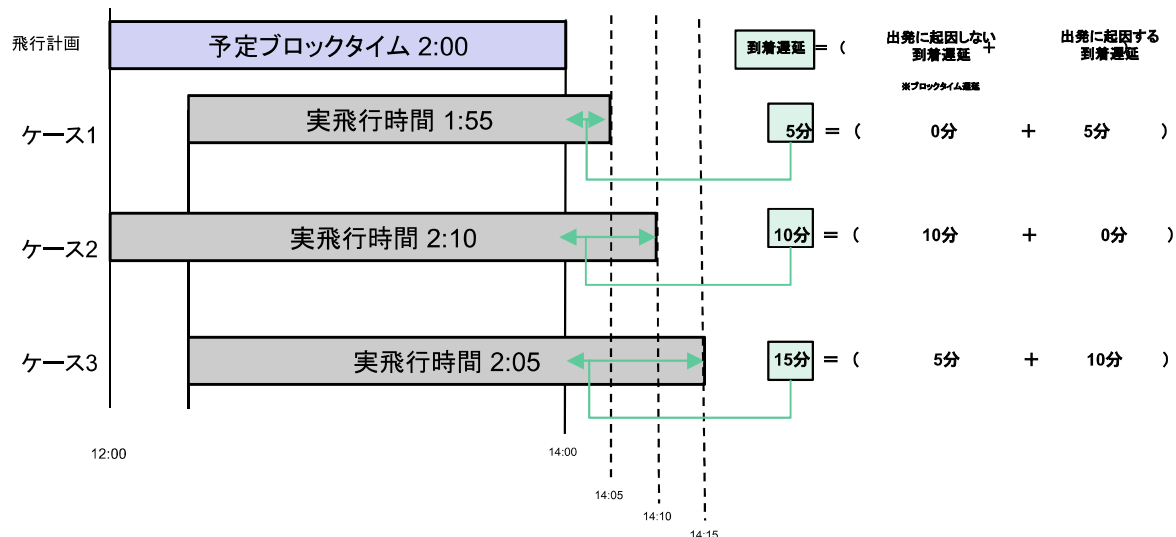 飛行計画
予定ブロックタイム 2:00
到着遅延 = (
出発に起因しない
到着遅延
+
出発に起因する
到着遅延
※ブロックタイム遅延
ケース1
実飛行時間 1:55
5分 = ( 0分 + 5分 )
ケース2
実飛行時間 2:10
10分 = ( 10分 + 0分 )
ケース3
実飛行時間 2:05
15分 = ( 5分 + 10分 )
12:00
14:00
14:05
14:10
14:15